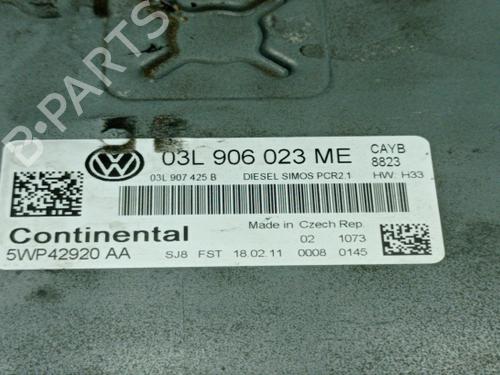 B-PARTS
03L 906 023 ME
CAYB
8823
03L 907 425 B DIESEL SIMOS PCR2.1 HW: H33
Continental
Made in Czech Rep.
02 1073
5WP42920 AA SJ8 FST 18.02.11 0008 0145